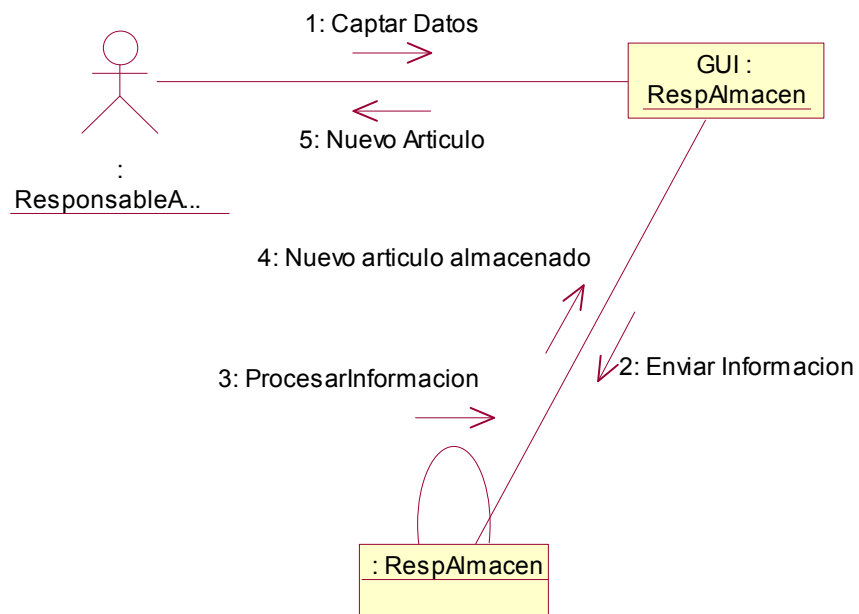 1: Captar Datos
GUI :
RespAlmacen
5: Nuevo Articulo
:
ResponsableA...
4: Nuevo articulo almacenado
3: ProcesarInformacion
2: Enviar Informacion
: RespAlmacen